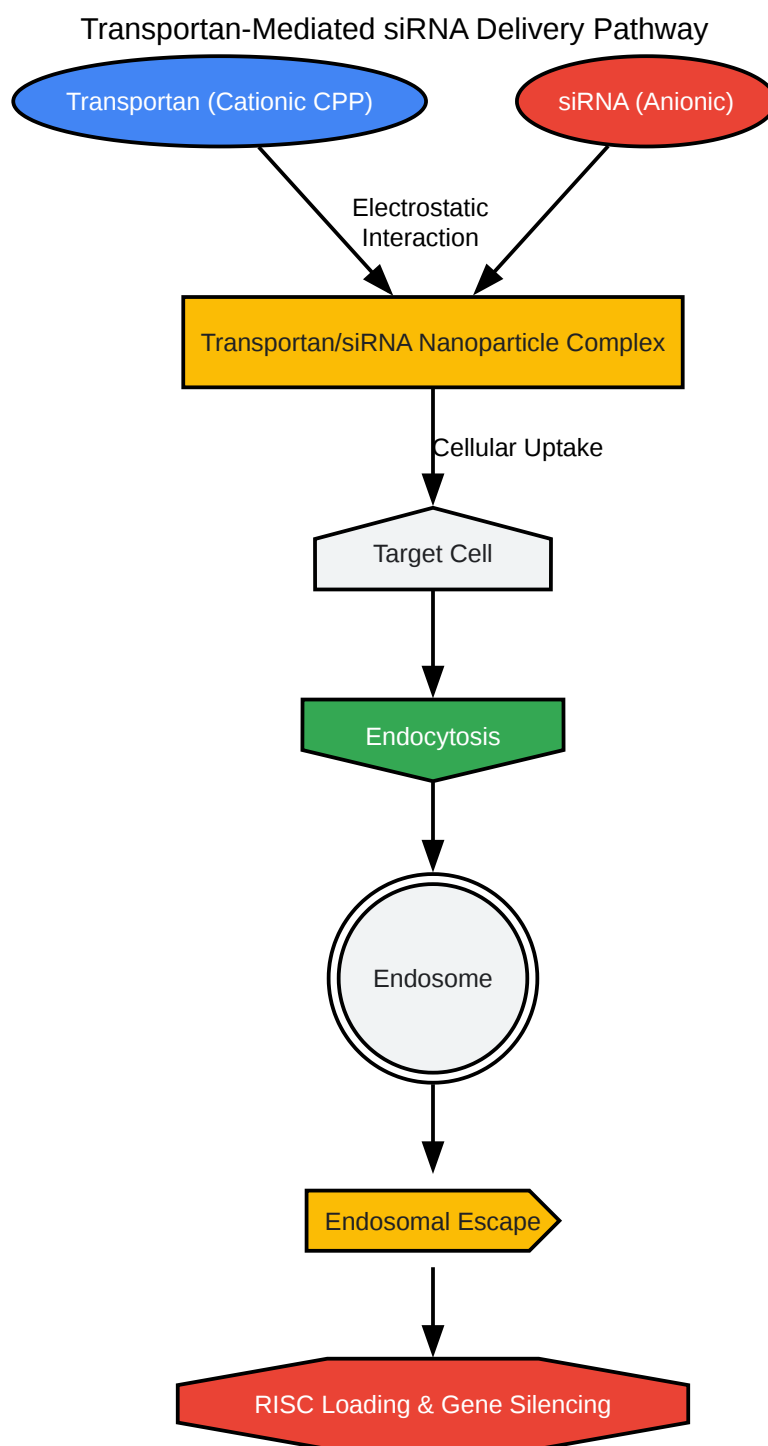 Transportan-Mediated siRNA Delivery Pathway
Transportan (Cationic CPP)
siRNA (Anionic)
Electrostatic
Interaction
Transportan/siRNA Nanoparticle Complex
Cellular Uptake
Target Cell
Endocytosis
Endosome
Endosomal Escape
RISC Loading & Gene Silencing